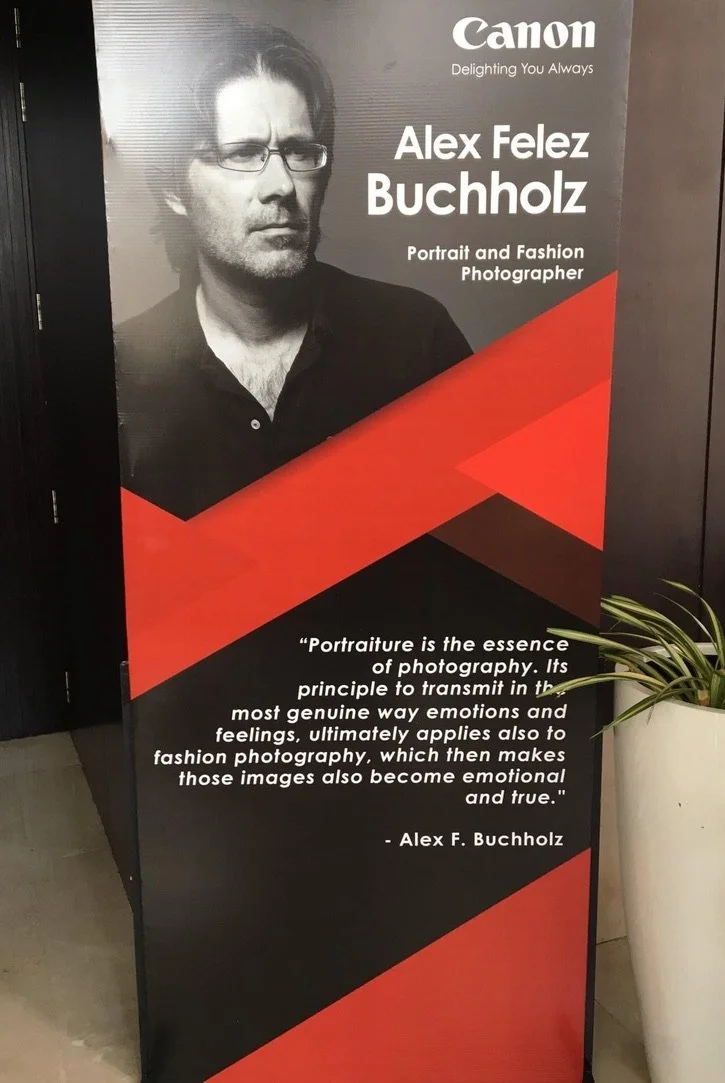 Canon
Delighting You Always
Alex Felez
Buchholz
Portrait and Fashion
Photographer
“Portraiture is the essence
of photography. Its
principle to transmit in the
most genuine way emotions and
feelings, ultimately applies also to
fashion photography, which then makes
those images also become emotional
and true."
- Alex F. Buchholz